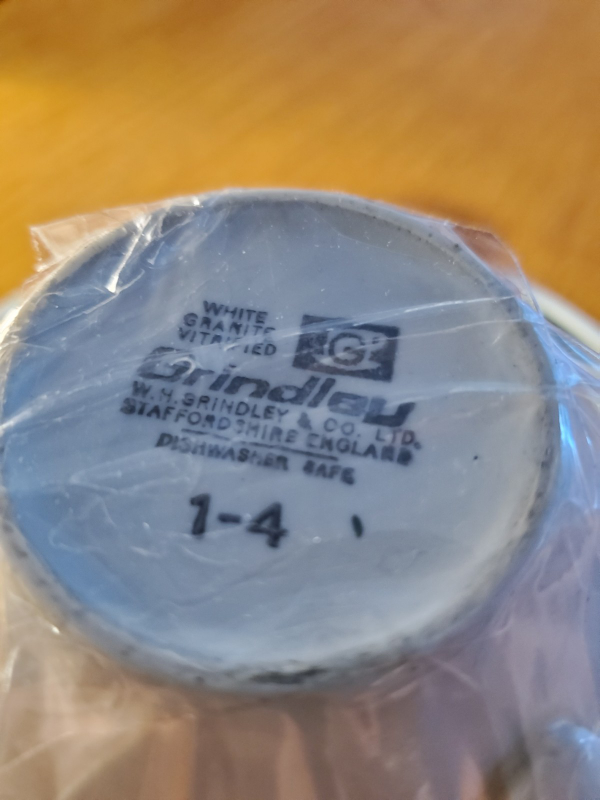 WHITE
GRANITE
VITRIFIED
G
Grindley
W.H. GRINDLEY & CO. LTD.
STAFFORDSHIRE ENGLAND
DISHWASHER SAFE
1-4